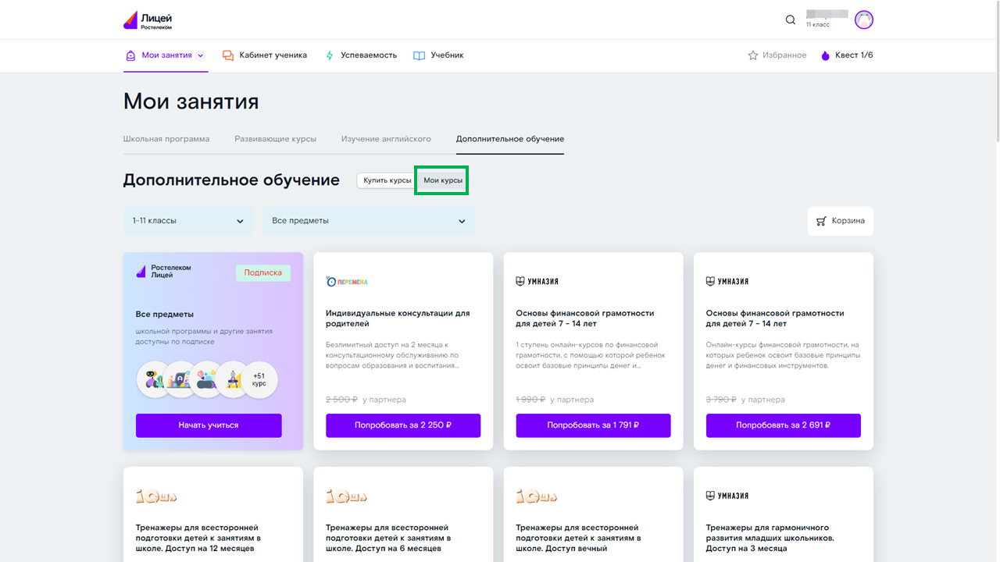 Лицей
Ростелеком
11 класс
Мои занятия
Кабинет ученика
Успеваемость
Учебник
Избранное
Квест 1/6
Мои занятия
Школьная программа
Развивающие курсы
Изучение английского
Дополнительное обучение
Дополнительное обучение
Купить курсы
Мои курсы
1-11 классы
Все предметы
Корзина
Ростелеком
Лицей
Подписка
Все предметы
школьной программы и другие занятия
доступны по подписке
+51
курс
Начать учиться
ПЕРЕМЕНА
Индивидуальные консультации для
родителей
Безлимитный доступ на 2 месяца к
консультационному обслуживанию по
вопросам образования и воспитания...
2 500 ₽ у партнера
Попробовать за 2 250 ₽
УМНАЗИЯ
Основы финансовой грамотности
для детей 7 - 14 лет
1 ступень онлайн-курсов по финансовой
грамотности, с помощью которой ребенок
освоит базовые принципы денег и...
1 990 ₽ у партнера
Попробовать за 1 791 ₽
УМНАЗИЯ
Основы финансовой грамотности
для детей 7 - 14 лет
Онлайн-курсы финансовой грамотности, на
которых ребенок освоит базовые принципы
денег и финансовых инструментов.
3 790 ₽ у партнера
Попробовать за 2 691 ₽
iQша
Тренажеры для всесторонней
подготовки детей к занятиям в
школе. Доступ на 12 месяцев
iQша
Тренажеры для всесторонней
подготовки детей к занятиям в
школе. Доступ на 6 месяцев
iQша
Тренажеры для всесторонней
подготовки детей к занятиям в
школе. Доступ вечный
УМНАЗИЯ
Тренажеры для гармоничного
развития младших школьников.
Доступ на 3 месяца